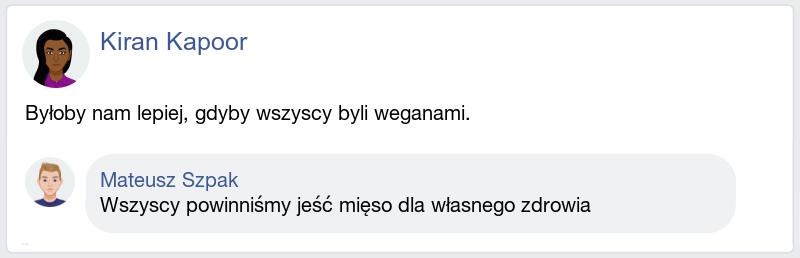 Kiran Kapoor
Byłoby nam lepiej, gdyby wszyscy byli weganami.
Mateusz Szpak
Wszyscy powinniśmy jeść mięso dla własnego zdrowia